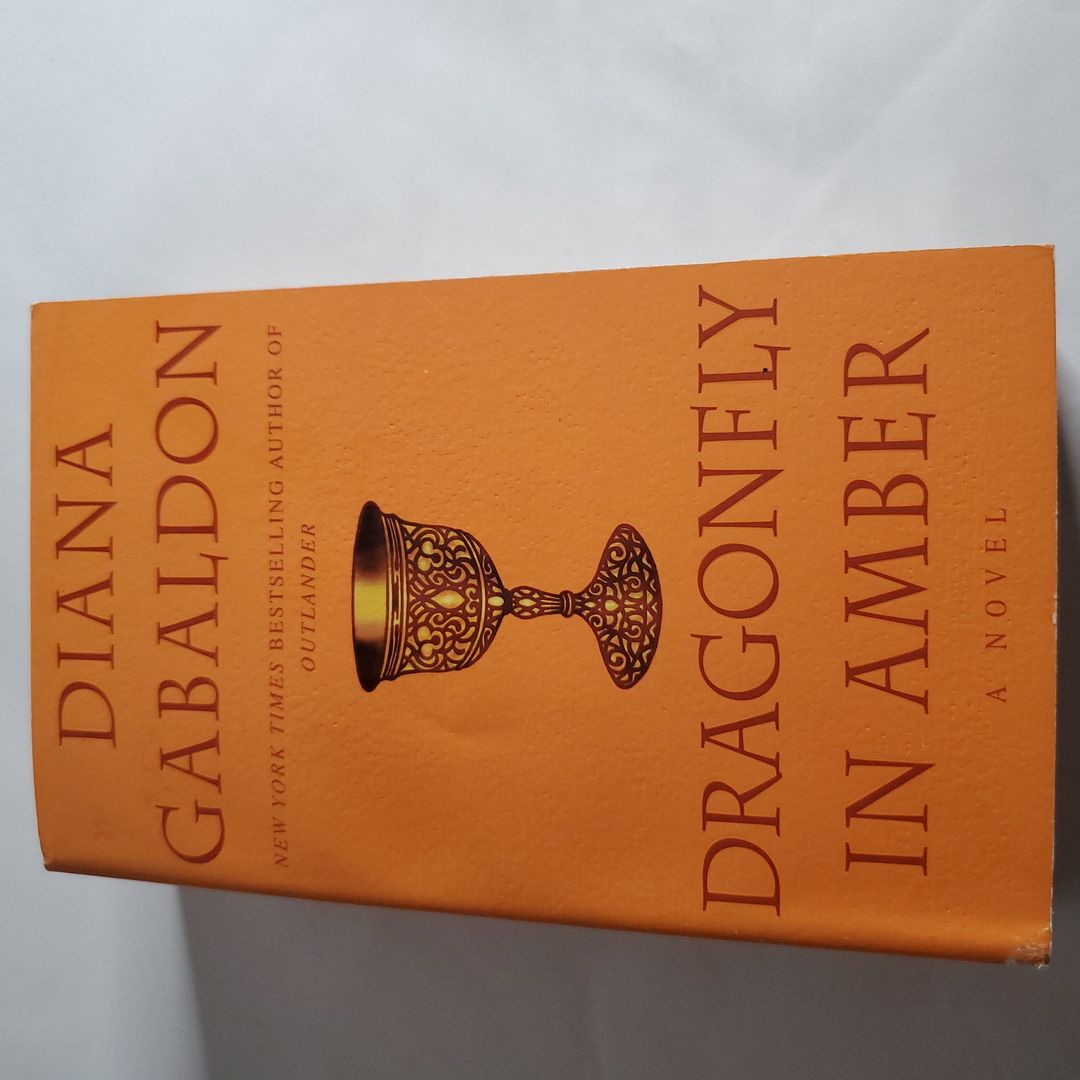 DIANA
GABALDON
NEW YORK TIMES BESTSELLING AUTHOR OF
OUTLANDER
DRAGONFLY
IN AMBER
A NOVEL